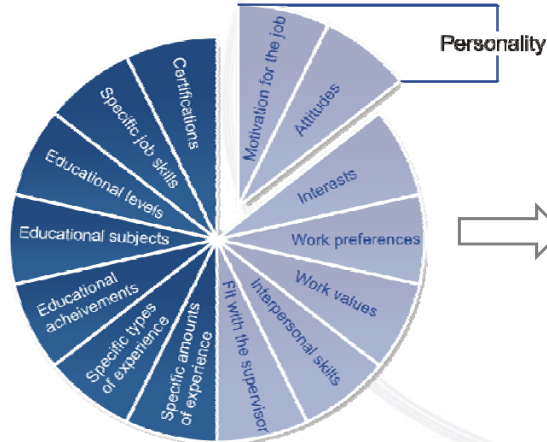 Personality
Motivation for the job
Attitudes
Interests
Work preferences
Work values
Interpersonal skills
Fit with the supervisor
Specific amounts
of experience
Specific types
of experience
Educational
acheivements
Educational subjects
Educational levels
Specific job skills
Certifications